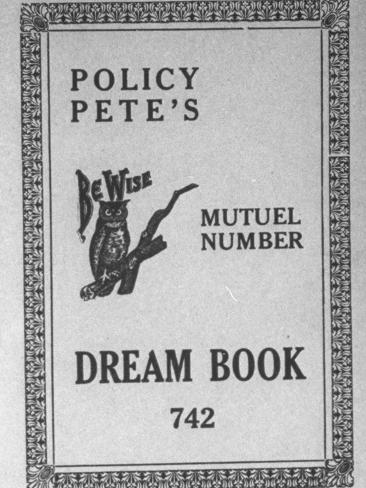 POLICY
PETE'S
BE WISE
MUTUEL
NUMBER
DREAM BOOK
742